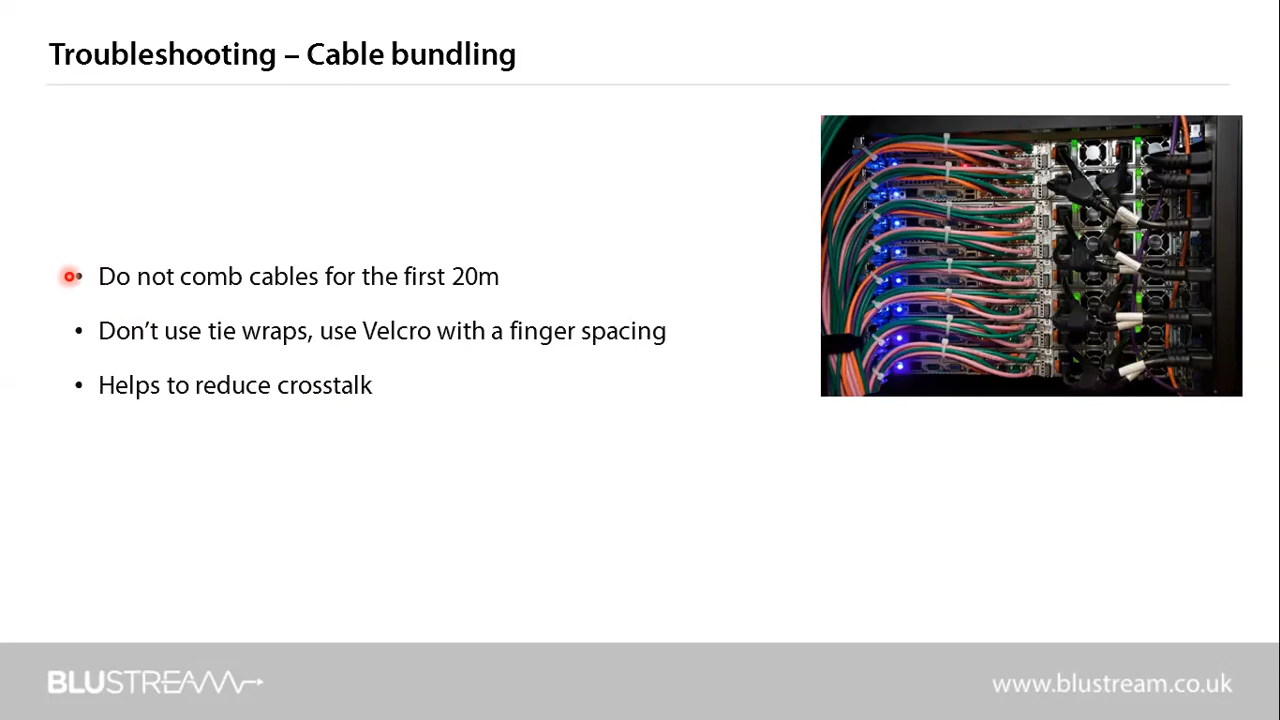 Troubleshooting – Cable bundling
• Do not comb cables for the first 20m
• Don’t use tie wraps, use Velcro with a finger spacing
• Helps to reduce crosstalk
BLUSTREAM
www.blustream.co.uk